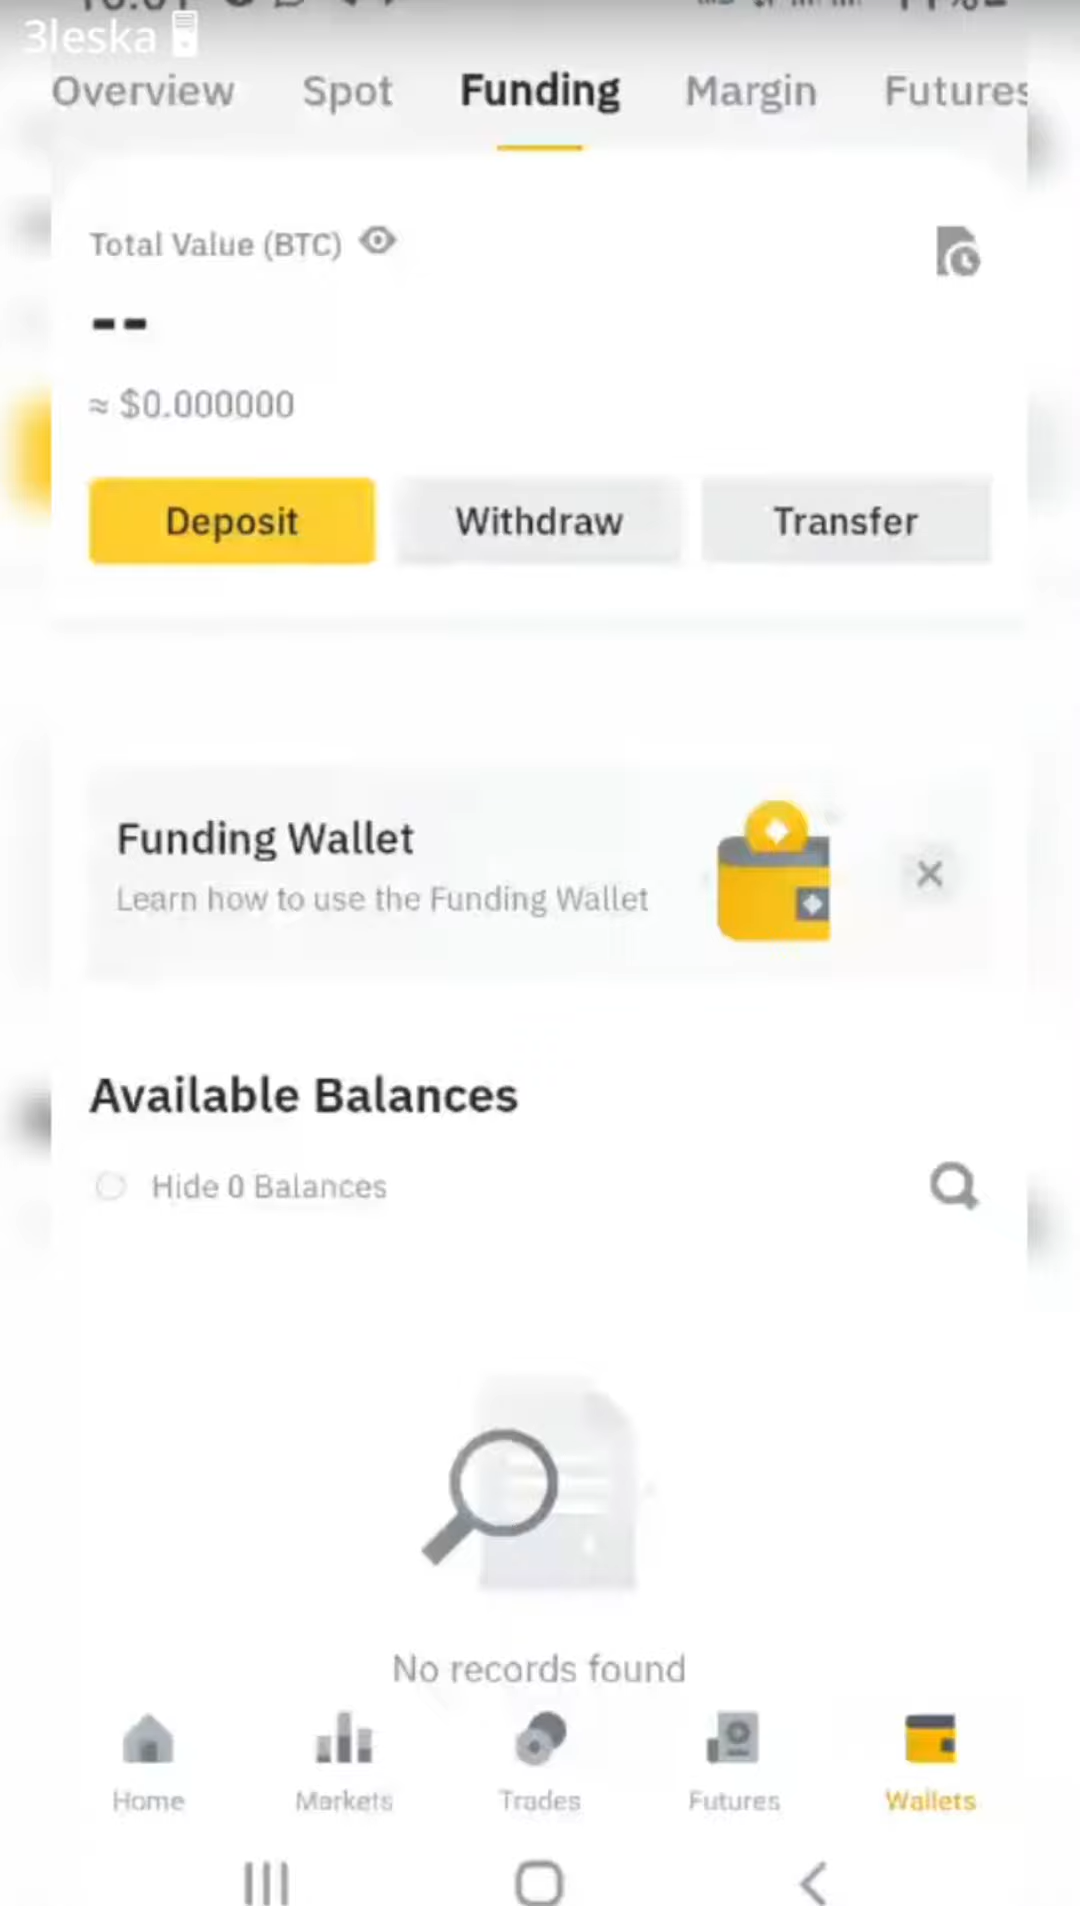 3leska
Overview Spot Funding Margin Futures
Total Value (BTC)
--
≈ $0.000000
Deposit Withdraw Transfer
Funding Wallet
Learn how to use the Funding Wallet
Available Balances
Hide 0 Balances
No records found
Home Markets Trades Futures Wallets